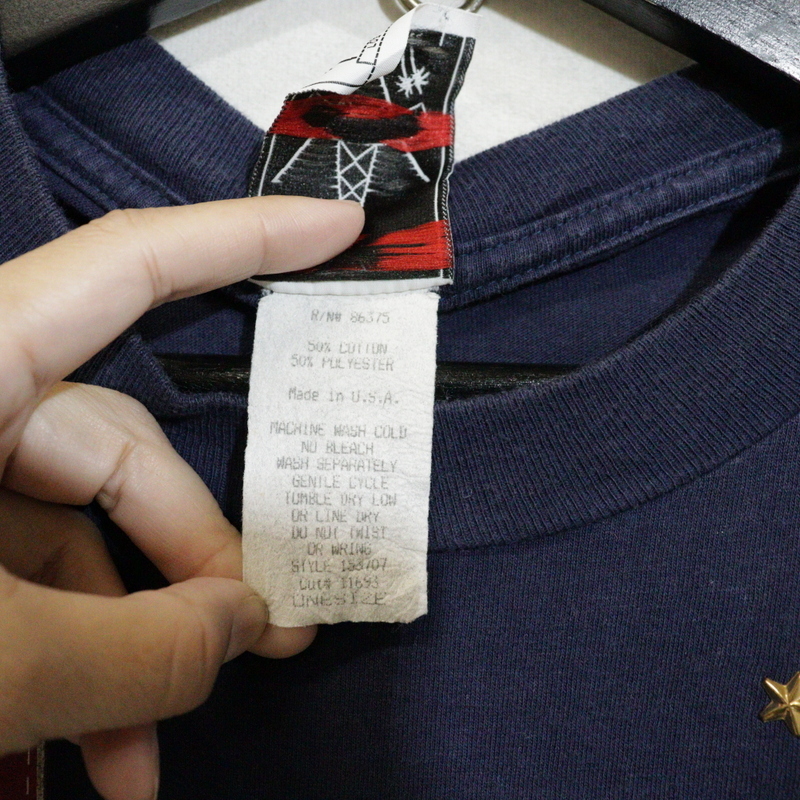 R/N# 86375
50% COTTON
50% POLYESTER
Made in U.S.A.
MACHINE WASH COLD
NO BLEACH
WASH SEPARATELY
GENTLE CYCLE
TUMBLE DRY LOW
OR LINE DRY
DO NOT TWIST
OR WRING
STYLE 153707
Cut# 11693
ONESIZE